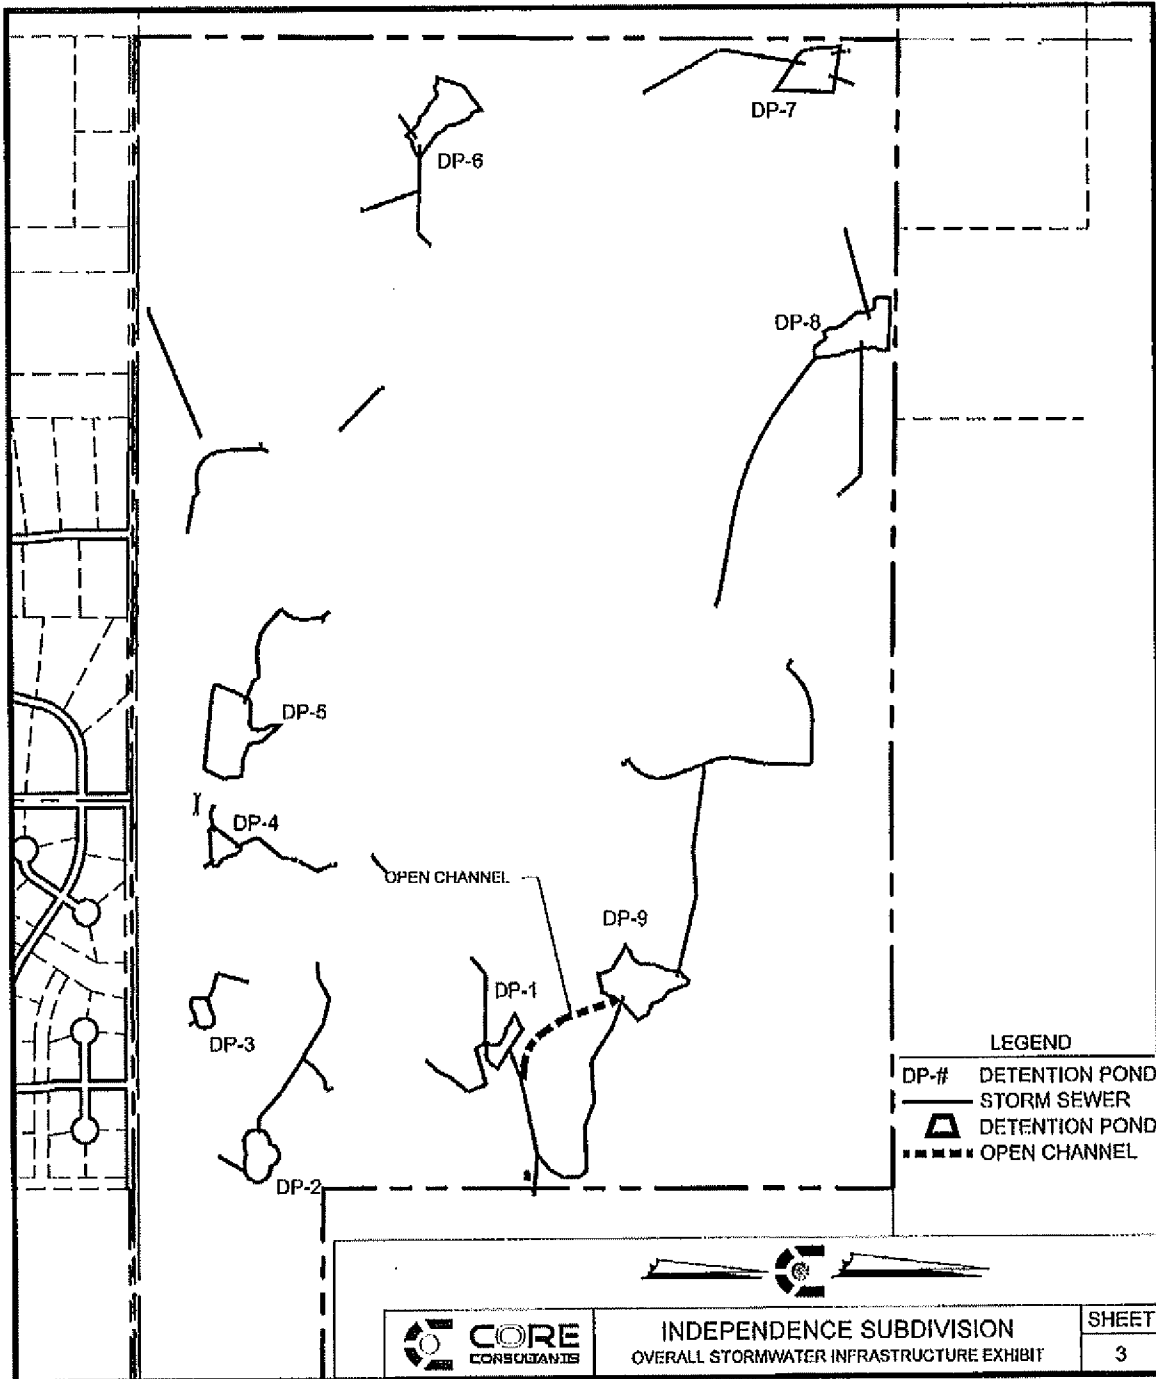 DP-7
DP-6
DP-8
DP-5
DP-4
OPEN CHANNEL
DP-9
DP-1
DP-3
DP-2
LEGEND
DP-# DETENTION POND
STORM SEWER
DETENTION POND
OPEN CHANNEL
CORE
CONSULTANTS
INDEPENDENCE SUBDIVISION
OVERALL STORMWATER INFRASTRUCTURE EXHIBIT
SHEET
3